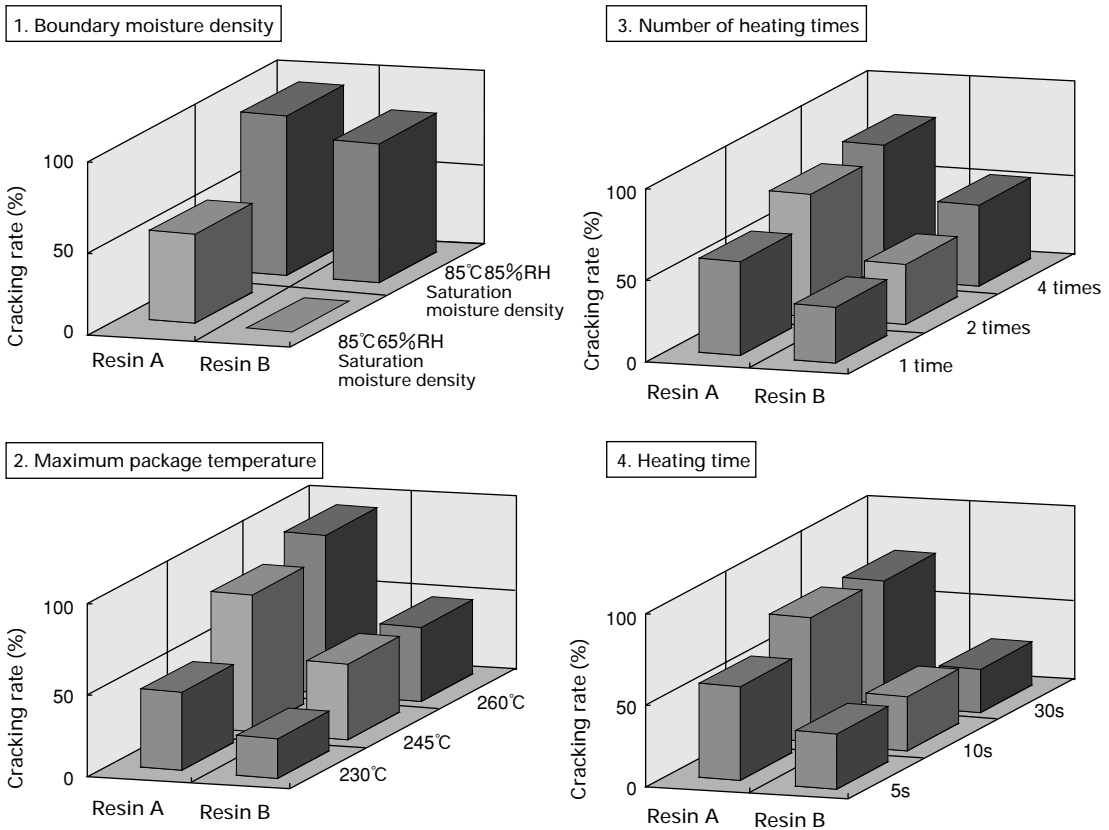 1. Boundary moisture density
Cracking rate (%)
100
50
0
Resin A
Resin B
85℃85%RH
Saturation
moisture density
85℃65%RH
Saturation
moisture density
2. Maximum package temperature
Cracking rate (%)
100
50
0
Resin A
Resin B
260℃
245℃
230℃
3. Number of heating times
Cracking rate (%)
100
50
0
Resin A
Resin B
4 times
2 times
1 time
4. Heating time
Cracking rate (%)
100
50
0
Resin A
Resin B
30s
10s
5s